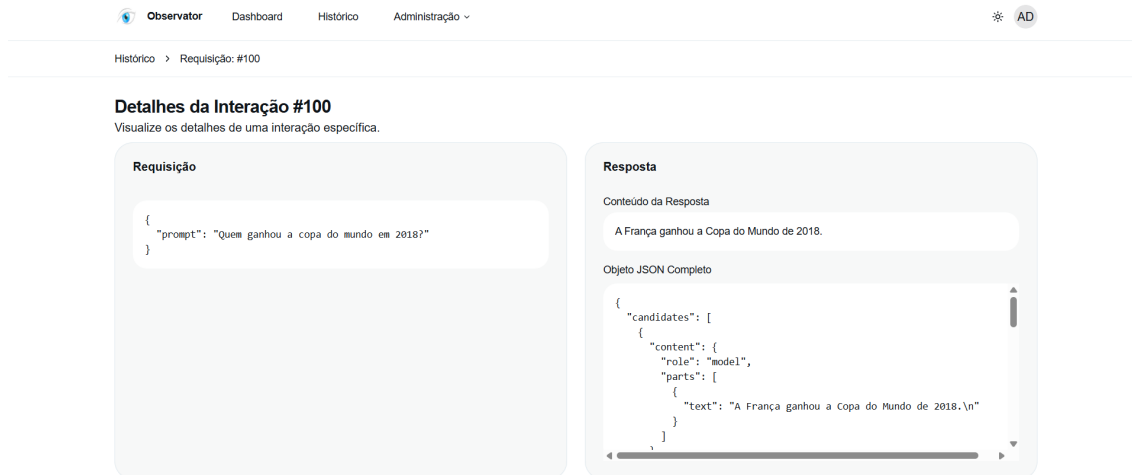 Observator Dashboard Histórico Administração AD
Histórico > Requisição: #100
Detalhes da Interação #100
Visualize os detalhes de uma interação específica.
Requisição
{
  "prompt": "Quem ganhou a copa do mundo em 2018?"
}
Resposta
Conteúdo da Resposta
A França ganhou a Copa do Mundo de 2018.
Objeto JSON Completo
{
  "candidates": [
    {
      "content": {
        "role": "model",
        "parts": [
          {
            "text": "A França ganhou a Copa do Mundo de 2018.\n"
          }
        ]